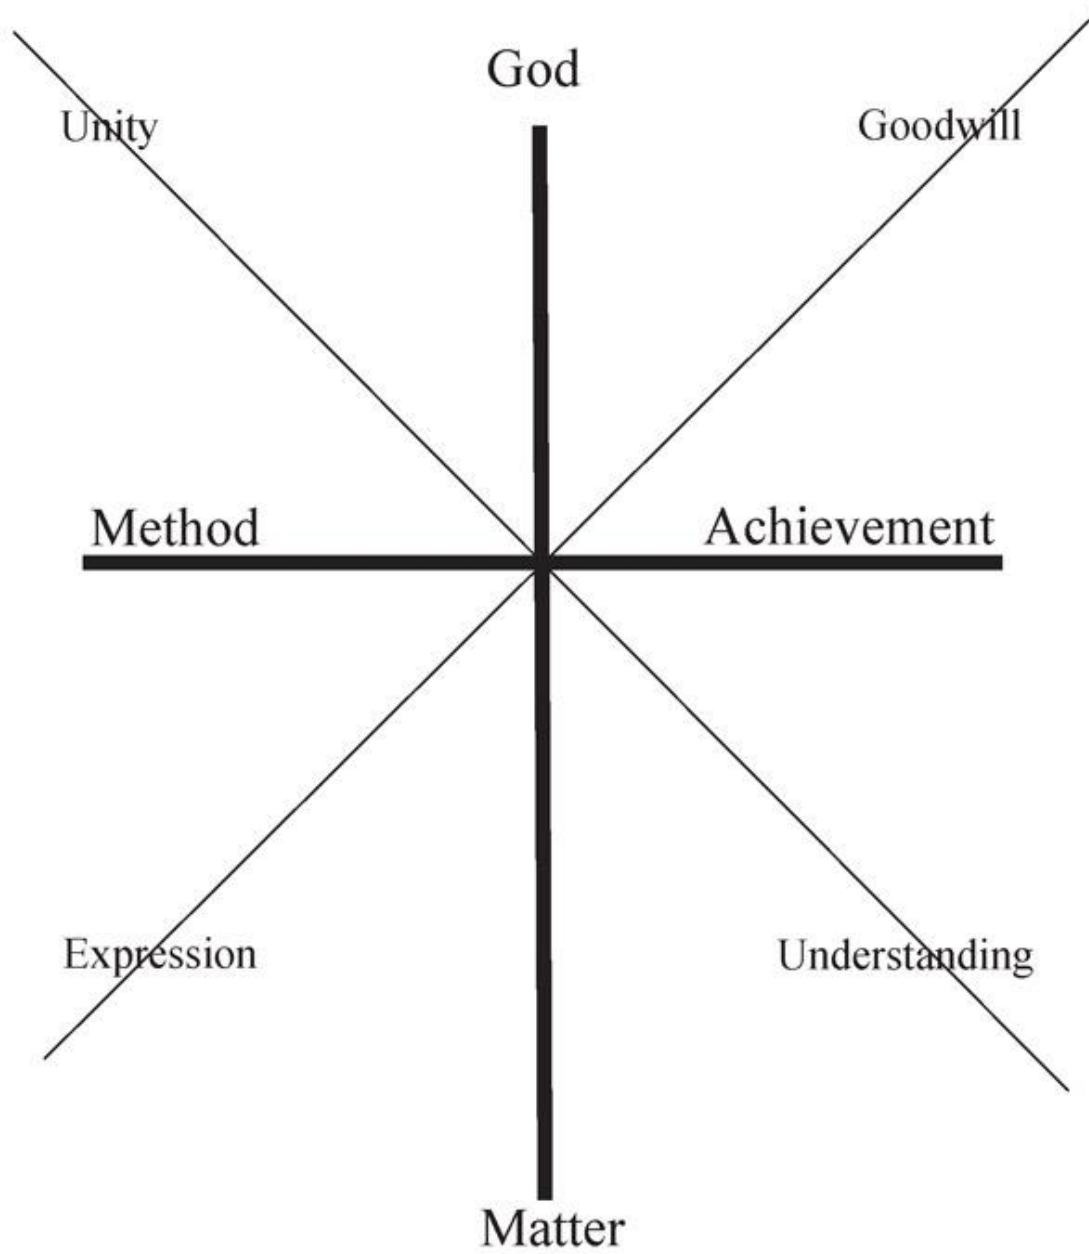 God
Unity
Goodwill
Method
Achievement
Expression
Understanding
Matter